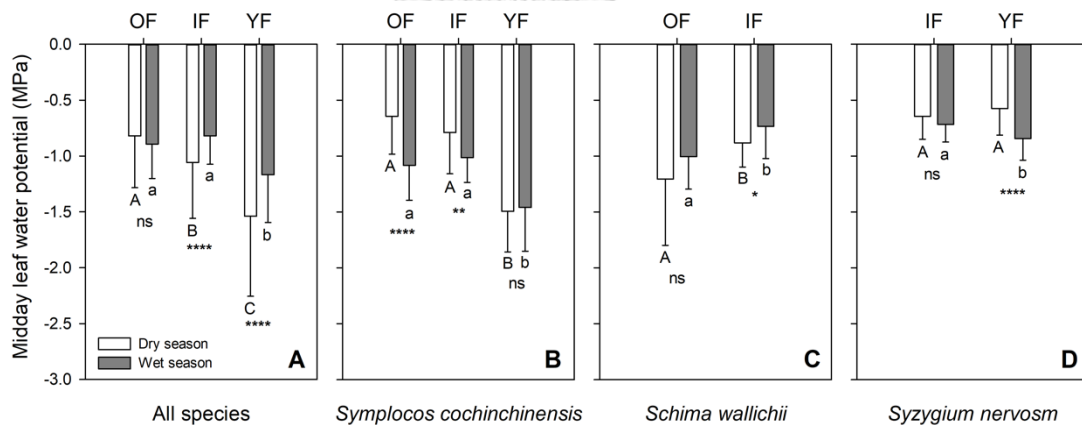 OF IF YF OF IF YF OF IF IF YF
Midday leaf water potential (MPa)
0.0
-0.5
-1.0
-1.5
-2.0
-2.5
-3.0
A a
ns
B a
****
C b
****
Dry season
Wet season
A
A a
****
A a
**
B b
ns
B
A a
ns
B b
*
C
A a
ns
A b
****
D
All species
Symplocos cochinchinensis
Schima wallichii
Syzygium nervosm